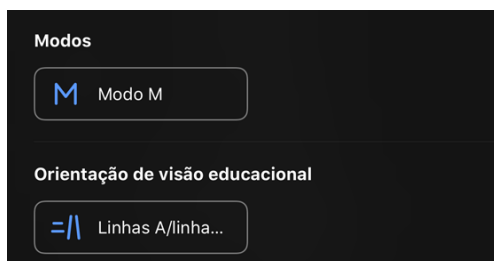 Modos
M Modo M
Orientação de visão educacional
Linhas A/linha...